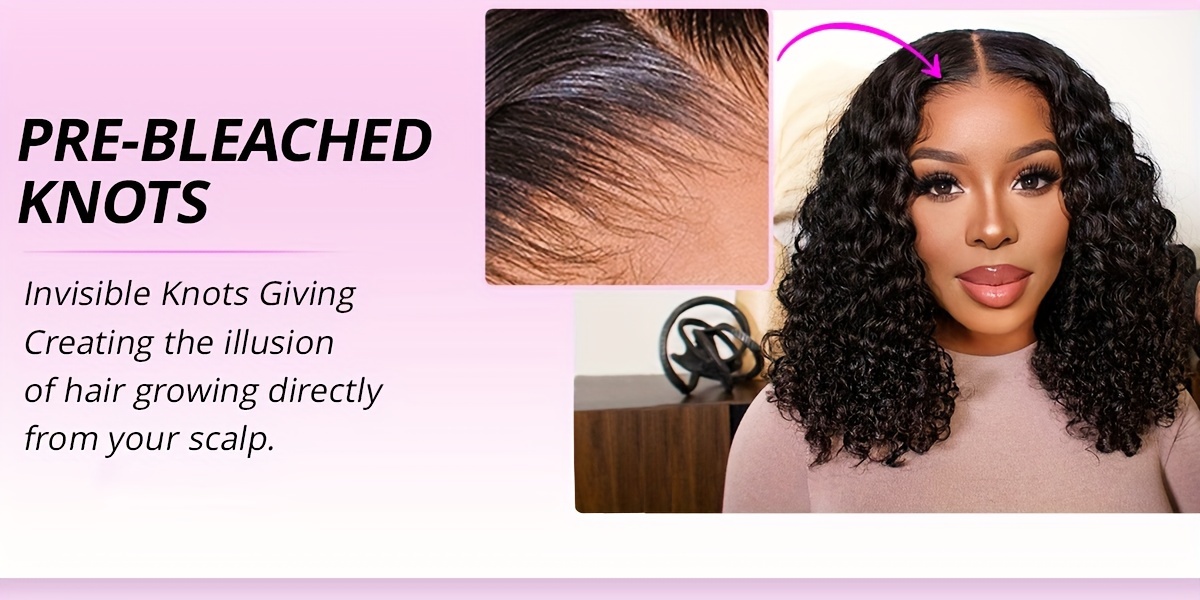 PRE-BLEACHED
KNOTS
Invisible Knots Giving
Creating the illusion
of hair growing directly
from your scalp.